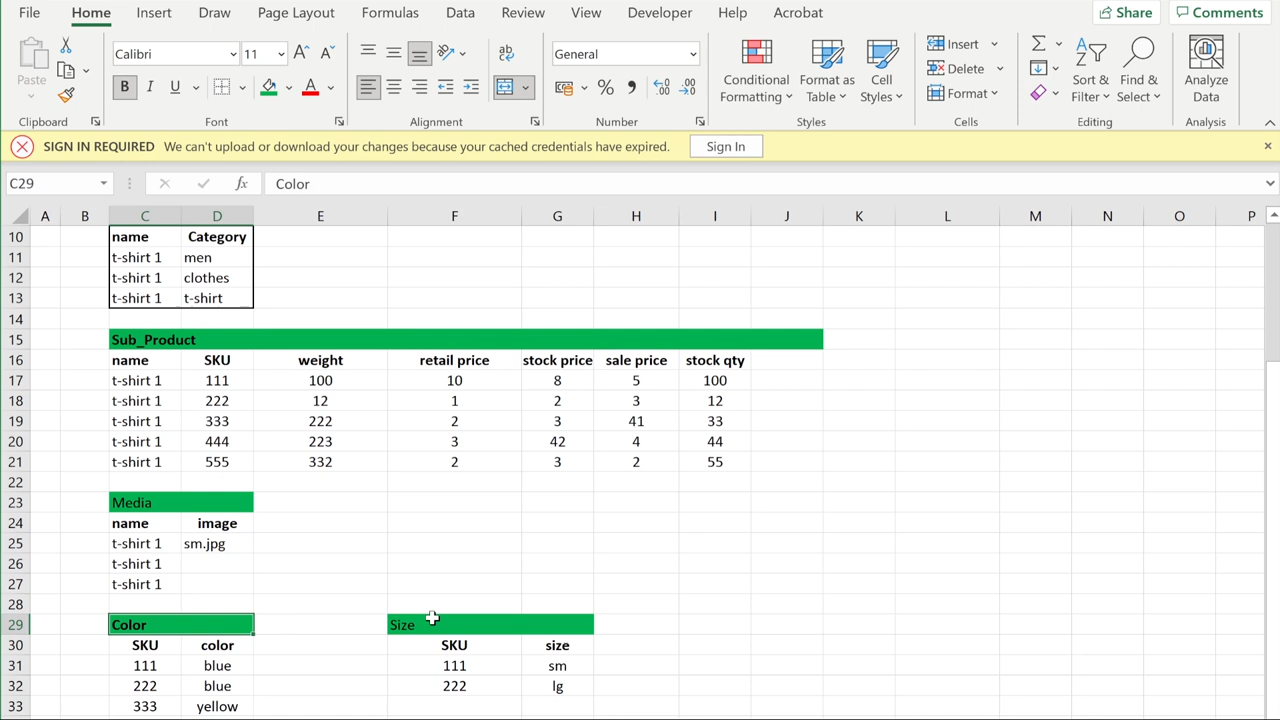 File Home Insert Draw Page Layout Formulas Data Review View Developer Help Acrobat Share Comments
Paste Calibri 11 A A ab General Conditional Formatting Format as Table Cell Styles Insert Delete Format Sort & Filter Find & Select Analyze Data
B I U A % ,
Clipboard Font Alignment Number Styles Cells Editing Analysis
SIGN IN REQUIRED We can't upload or download your changes because your cached credentials have expired. Sign In
C29 fx Color
A B C D E F G H I J K L M N O P
10 name Category
11 t-shirt 1 men
12 t-shirt 1 clothes
13 t-shirt 1 t-shirt
14
15 Sub_Product
16 name SKU weight retail price stock price sale price stock qty
17 t-shirt 1 111 100 10 8 5 100
18 t-shirt 1 222 12 1 2 3 12
19 t-shirt 1 333 222 2 3 41 33
20 t-shirt 1 444 223 3 42 4 44
21 t-shirt 1 555 332 2 3 2 55
22
23 Media
24 name image
25 t-shirt 1 sm.jpg
26 t-shirt 1
27 t-shirt 1
28
29 Color Size
30 SKU color SKU size
31 111 blue 111 sm
32 222 blue 222 lg
33 333 yellow